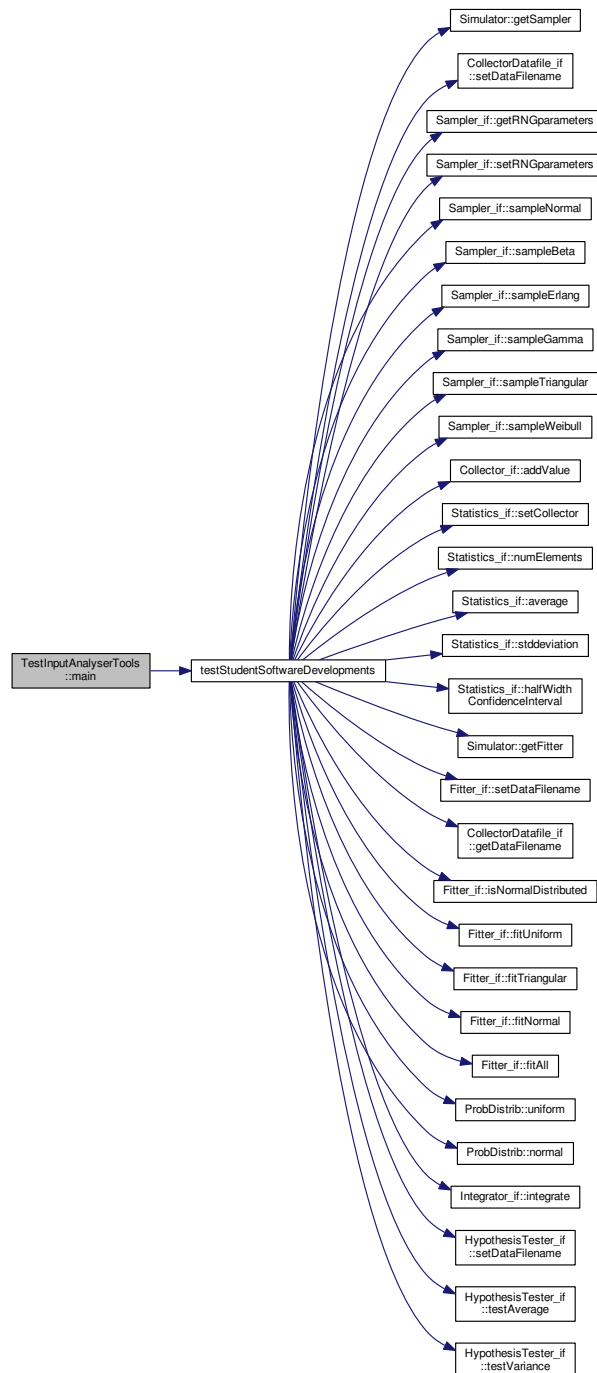 Simulator::getSampler
CollectorDatafile_if
::setDataFilename
Sampler_if::getRNGparameters
Sampler_if::setRNGparameters
Sampler_if::sampleNormal
Sampler_if::sampleBeta
Sampler_if::sampleErlang
Sampler_if::sampleGamma
Sampler_if::sampleTriangular
Sampler_if::sampleWeibull
Collector_if::addValue
Statistics_if::setCollector
Statistics_if::numElements
Statistics_if::average
TestInputAnalyserTools
::main
testStudentSoftwareDevelopments
Statistics_if::stddeviation
Statistics_if::halfWidth
ConfidenceInterval
Simulator::getFitter
Fitter_if::setDataFilename
CollectorDatafile_if
::getDataFilename
Fitter_if::isNormalDistributed
Fitter_if::fitUniform
Fitter_if::fitTriangular
Fitter_if::fitNormal
Fitter_if::fitAll
ProbDistrib::uniform
ProbDistrib::normal
Integrator_if::integrate
HypothesisTester_if
::setDataFilename
HypothesisTester_if
::testAverage
HypothesisTester_if
::testVariance